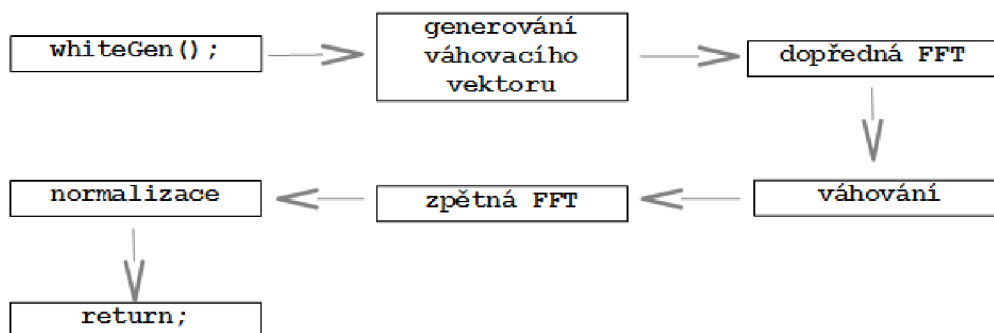 whiteGen();
generování
váhovacího
vektoru
dopředná FFT
váhování
zpětná FFT
normalizace
return;